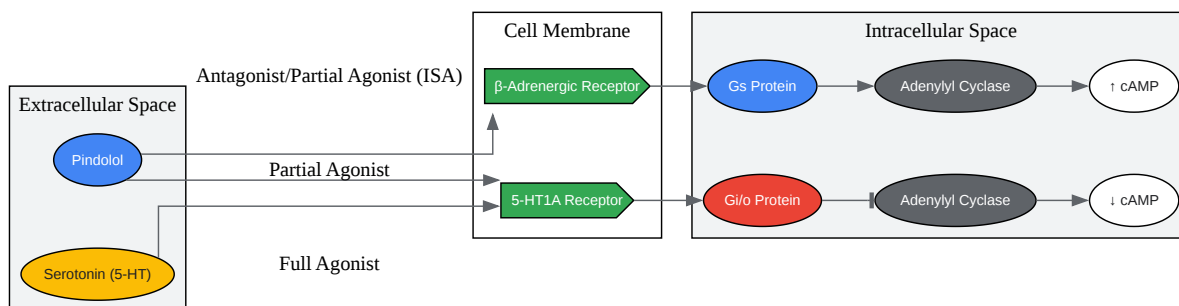 Cell Membrane
Intracellular Space
Antagonist/Partial Agonist (ISA)
β-Adrenergic Receptor
Gs Protein
Adenylyl Cyclase
↑ cAMP
Extracellular Space
Pindolol
Partial Agonist
5-HT1A Receptor
Gi/o Protein
Adenylyl Cyclase
↓ cAMP
Serotonin (5-HT)
Full Agonist